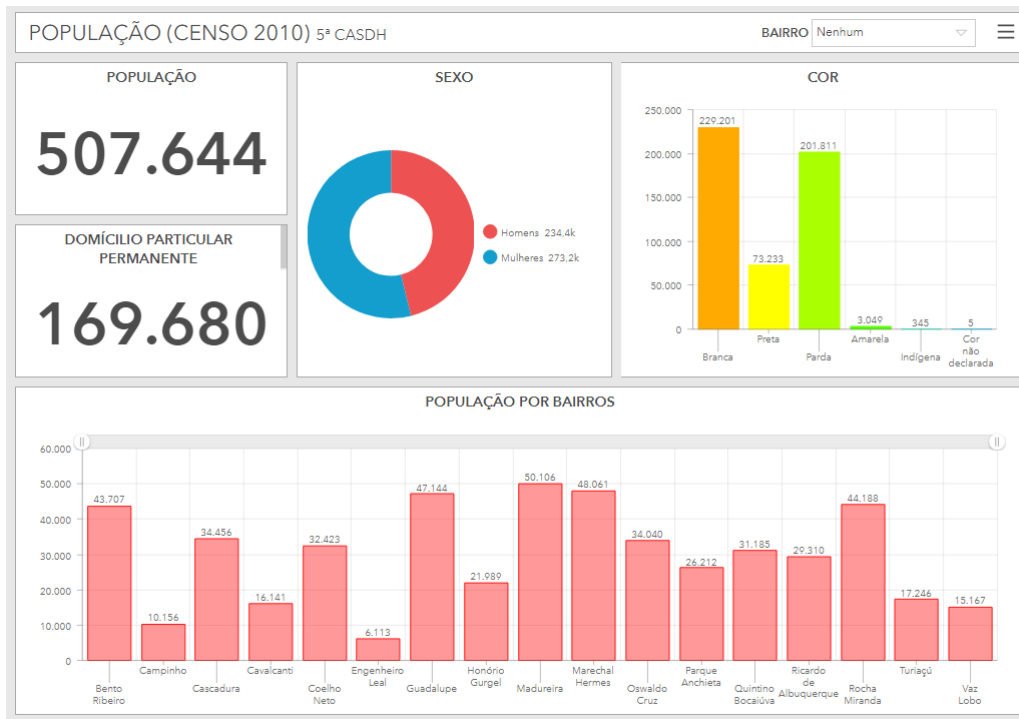 POPULAÇÃO (CENSO 2010) 5ª CASDH
BAIRRO Nenhum
POPULAÇÃO
507.644
DOMÍCILIO PARTICULAR
PERMANENTE
169.680
SEXO
Homens 234,4k
Mulheres 273,2k
COR
250.000
200.000
150.000
100.000
50.000
0
229.201
73.233
201.811
3.049
345
5
Branca
Preta
Parda
Amarela
Indígena
Cor
não
declarada
POPULAÇÃO POR BAIRROS
60.000
50.000
40.000
30.000
20.000
10.000
0
43.707
10.156
34.456
16.141
32.423
6.113
47.144
21.989
50.106
48.061
34.040
26.212
31.185
29.310
44.188
17.246
15.167
Bento
Ribeiro
Campinho
Cascadura
Cavalcanti
Coelho
Neto
Engenheiro
Leal
Guadalupe
Honório
Gurgel
Madureira
Marechal
Hermes
Oswaldo
Cruz
Parque
Anchieta
Quintino
Bocaiúva
Ricardo
de
Albuquerque
Rocha
Miranda
Turiaçú
Vaz
Lobo